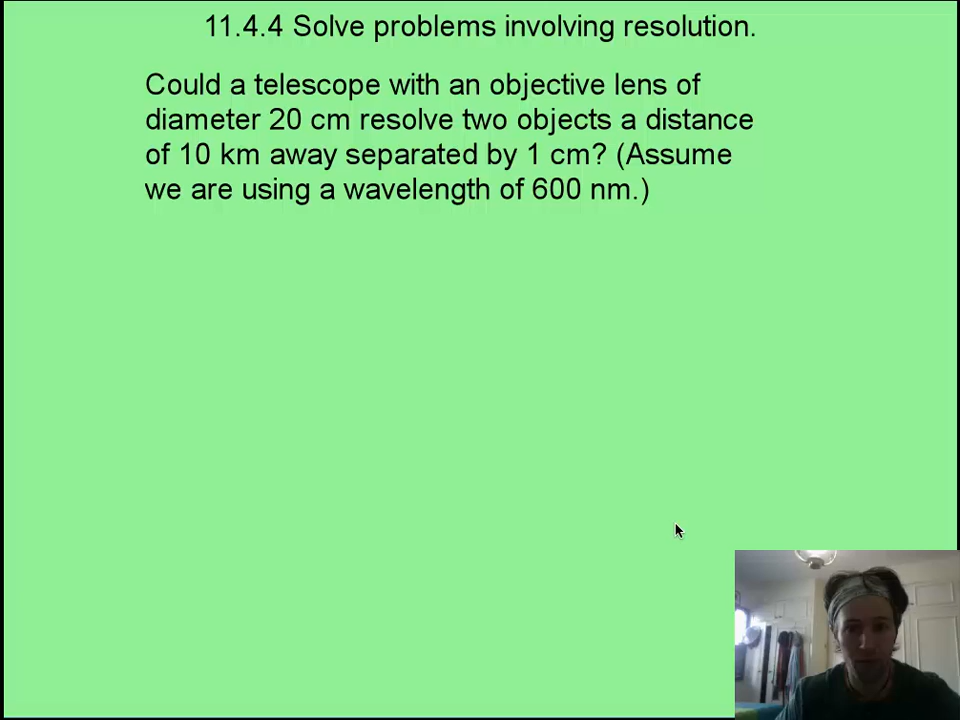 11.4.4 Solve problems involving resolution.
Could a telescope with an objective lens of
diameter 20 cm resolve two objects a distance
of 10 km away separated by 1 cm? (Assume
we are using a wavelength of 600 nm.)